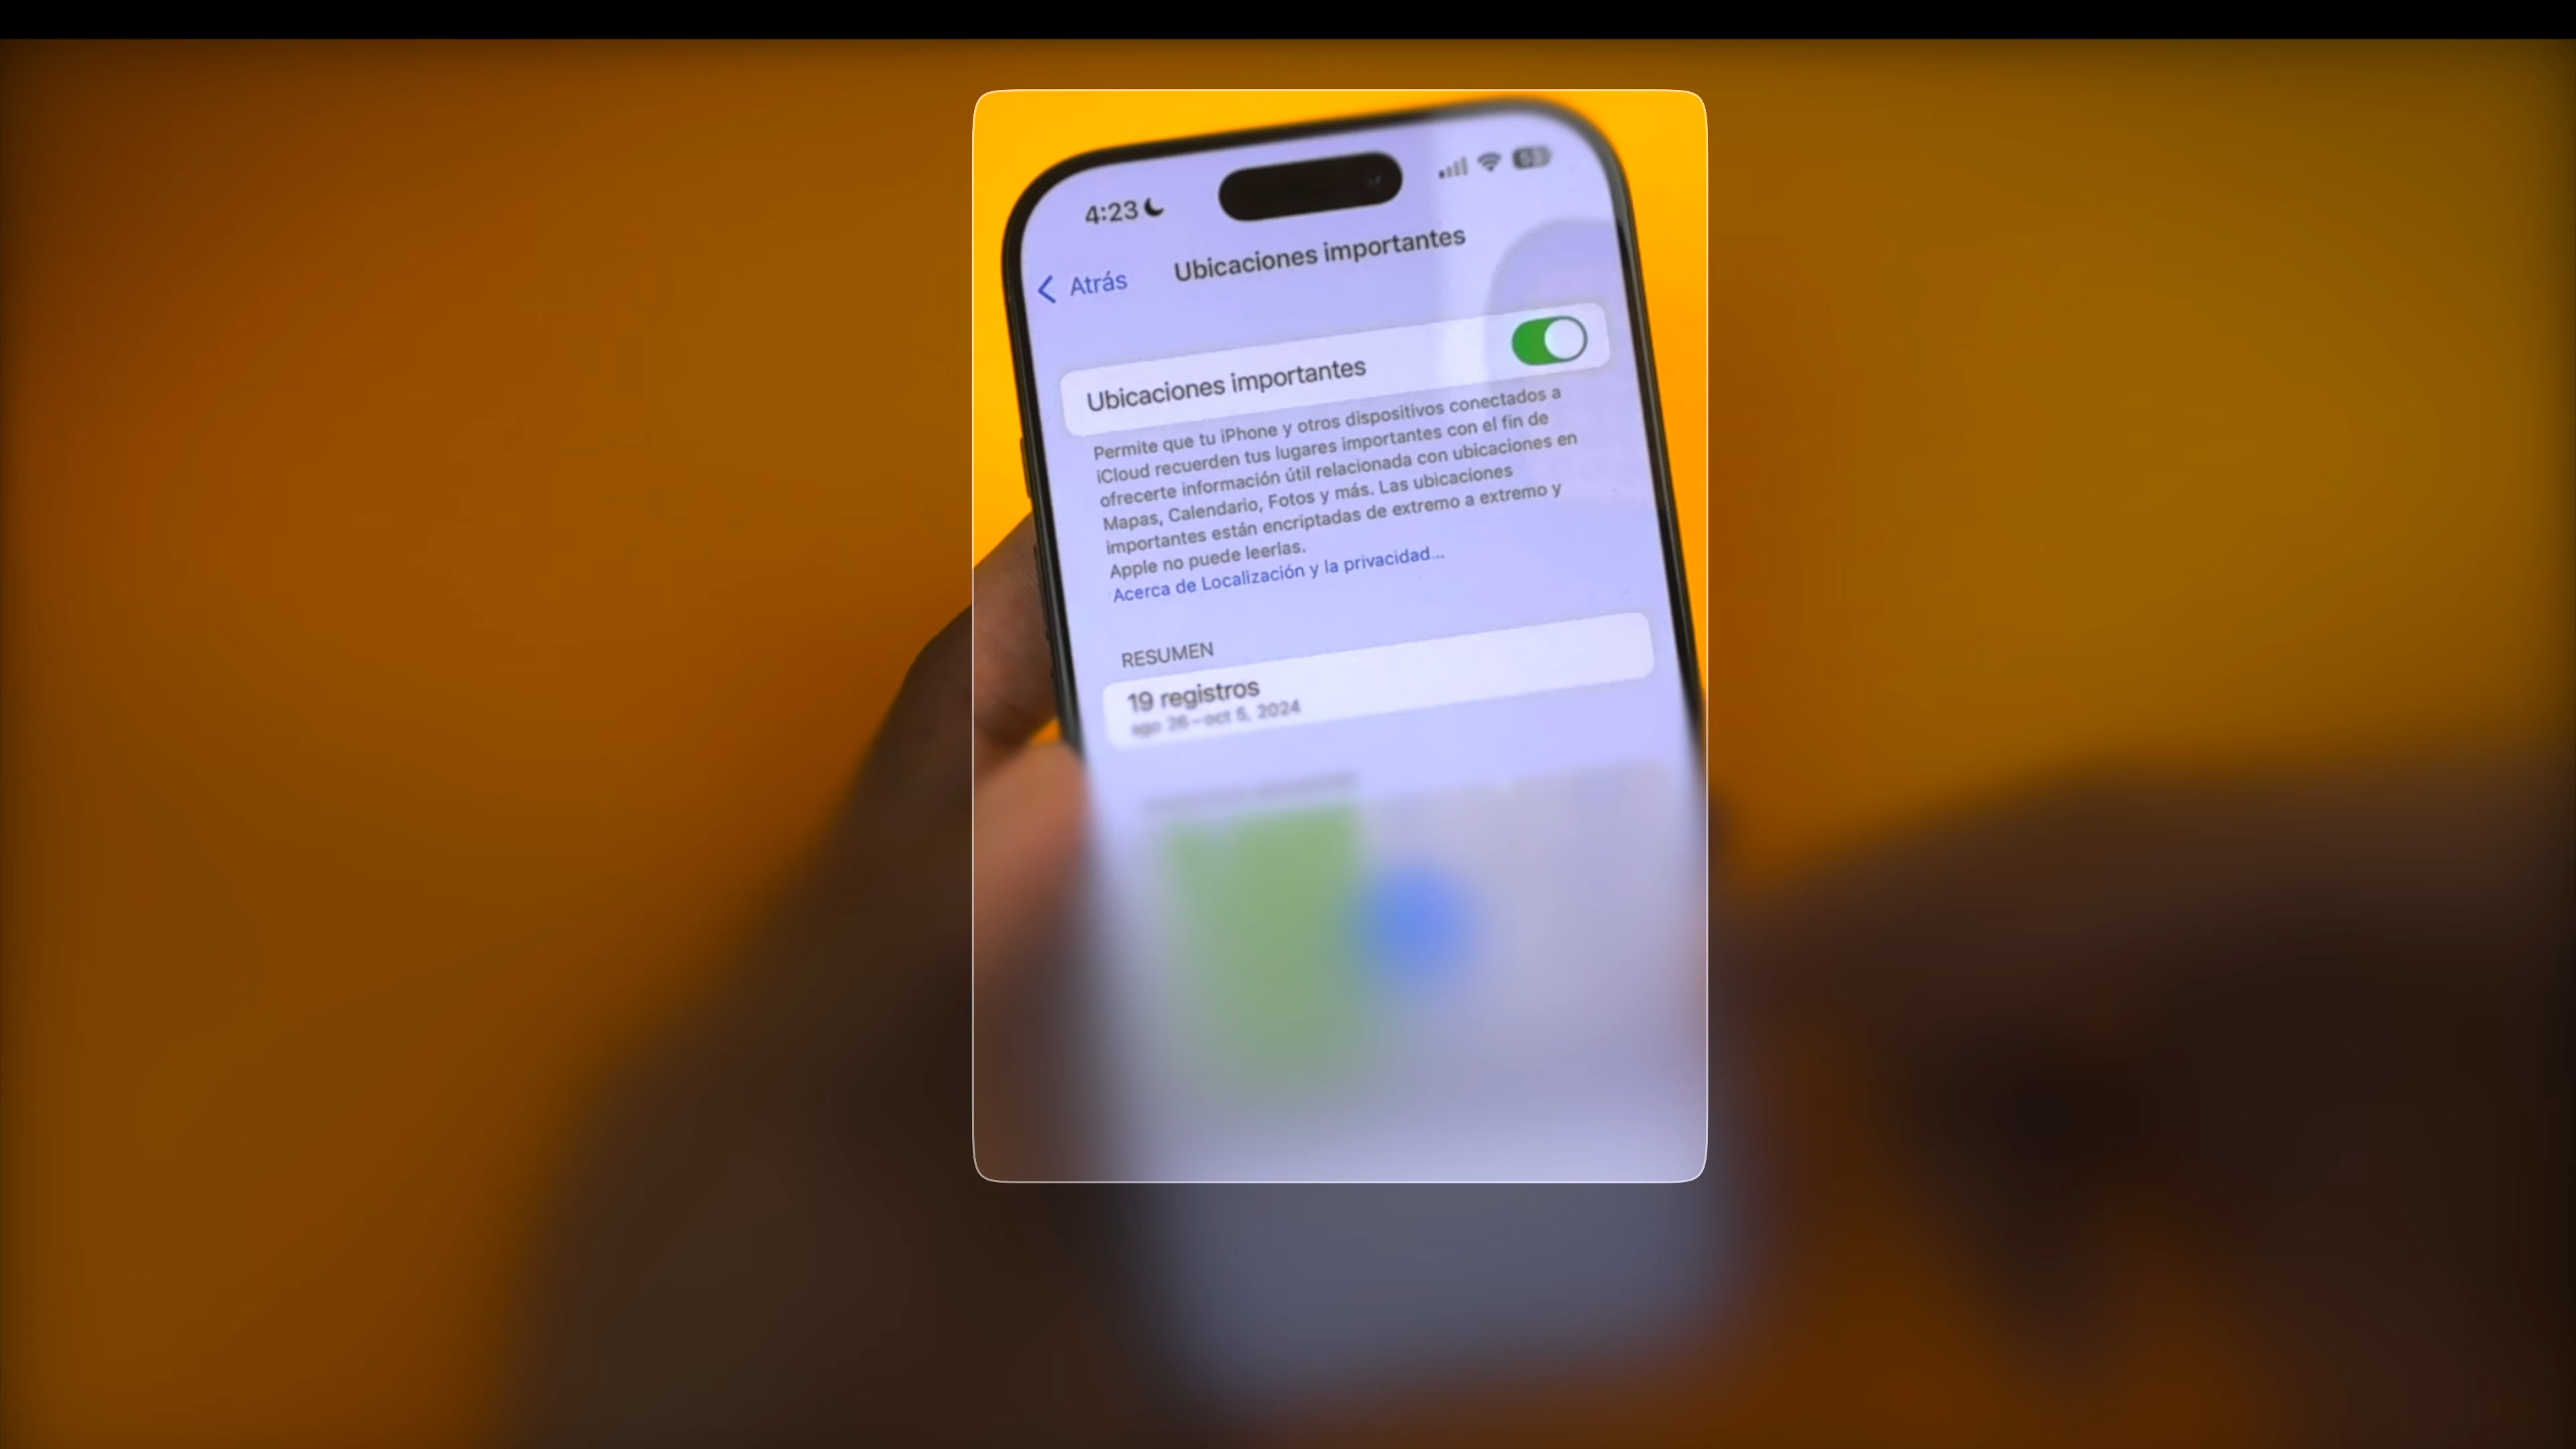 4:23
Atrás
Ubicaciones importantes
Ubicaciones importantes
Permite que tu iPhone y otros dispositivos conectados a
iCloud recuerden tus lugares importantes con el fin de
ofrecerte información útil relacionada con ubicaciones en
Mapas, Calendario, Fotos y más. Las ubicaciones
importantes están encriptadas de extremo a extremo y
Apple no puede leerlas.
Acerca de Localización y la privacidad...
RESUMEN
19 registros
ago 26–oct 5, 2024